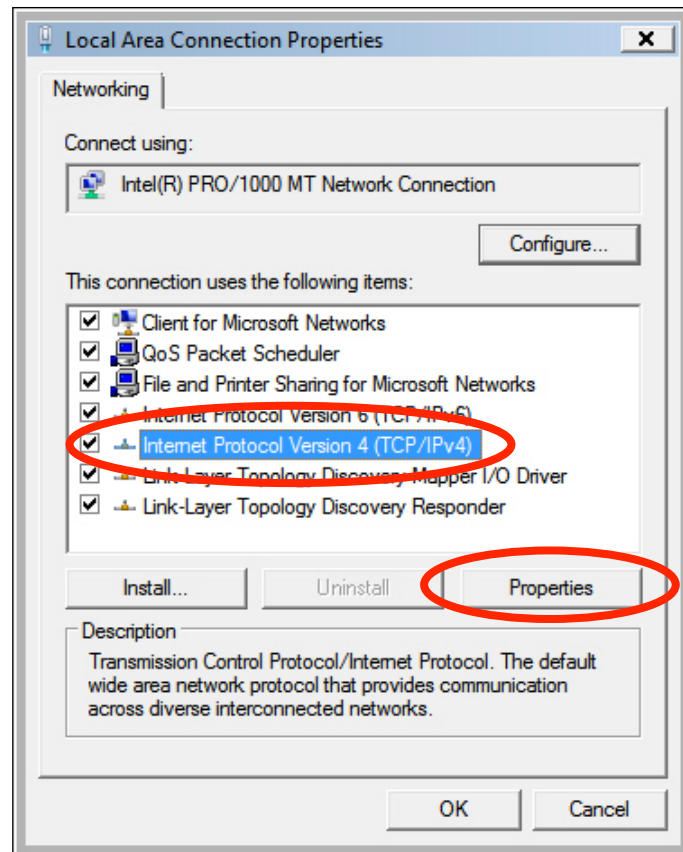 Local Area Connection Properties
Networking
Connect using:
Intel(R) PRO/1000 MT Network Connection
Configure...
This connection uses the following items:
Client for Microsoft Networks
QoS Packet Scheduler
File and Printer Sharing for Microsoft Networks
Internet Protocol Version 6 (TCP/IPv6)
Internet Protocol Version 4 (TCP/IPv4)
Link-Layer Topology Discovery Mapper I/O Driver
Link-Layer Topology Discovery Responder
Install...
Uninstall
Properties
Description
Transmission Control Protocol/Internet Protocol. The default
wide area network protocol that provides communication
across diverse interconnected networks.
OK
Cancel